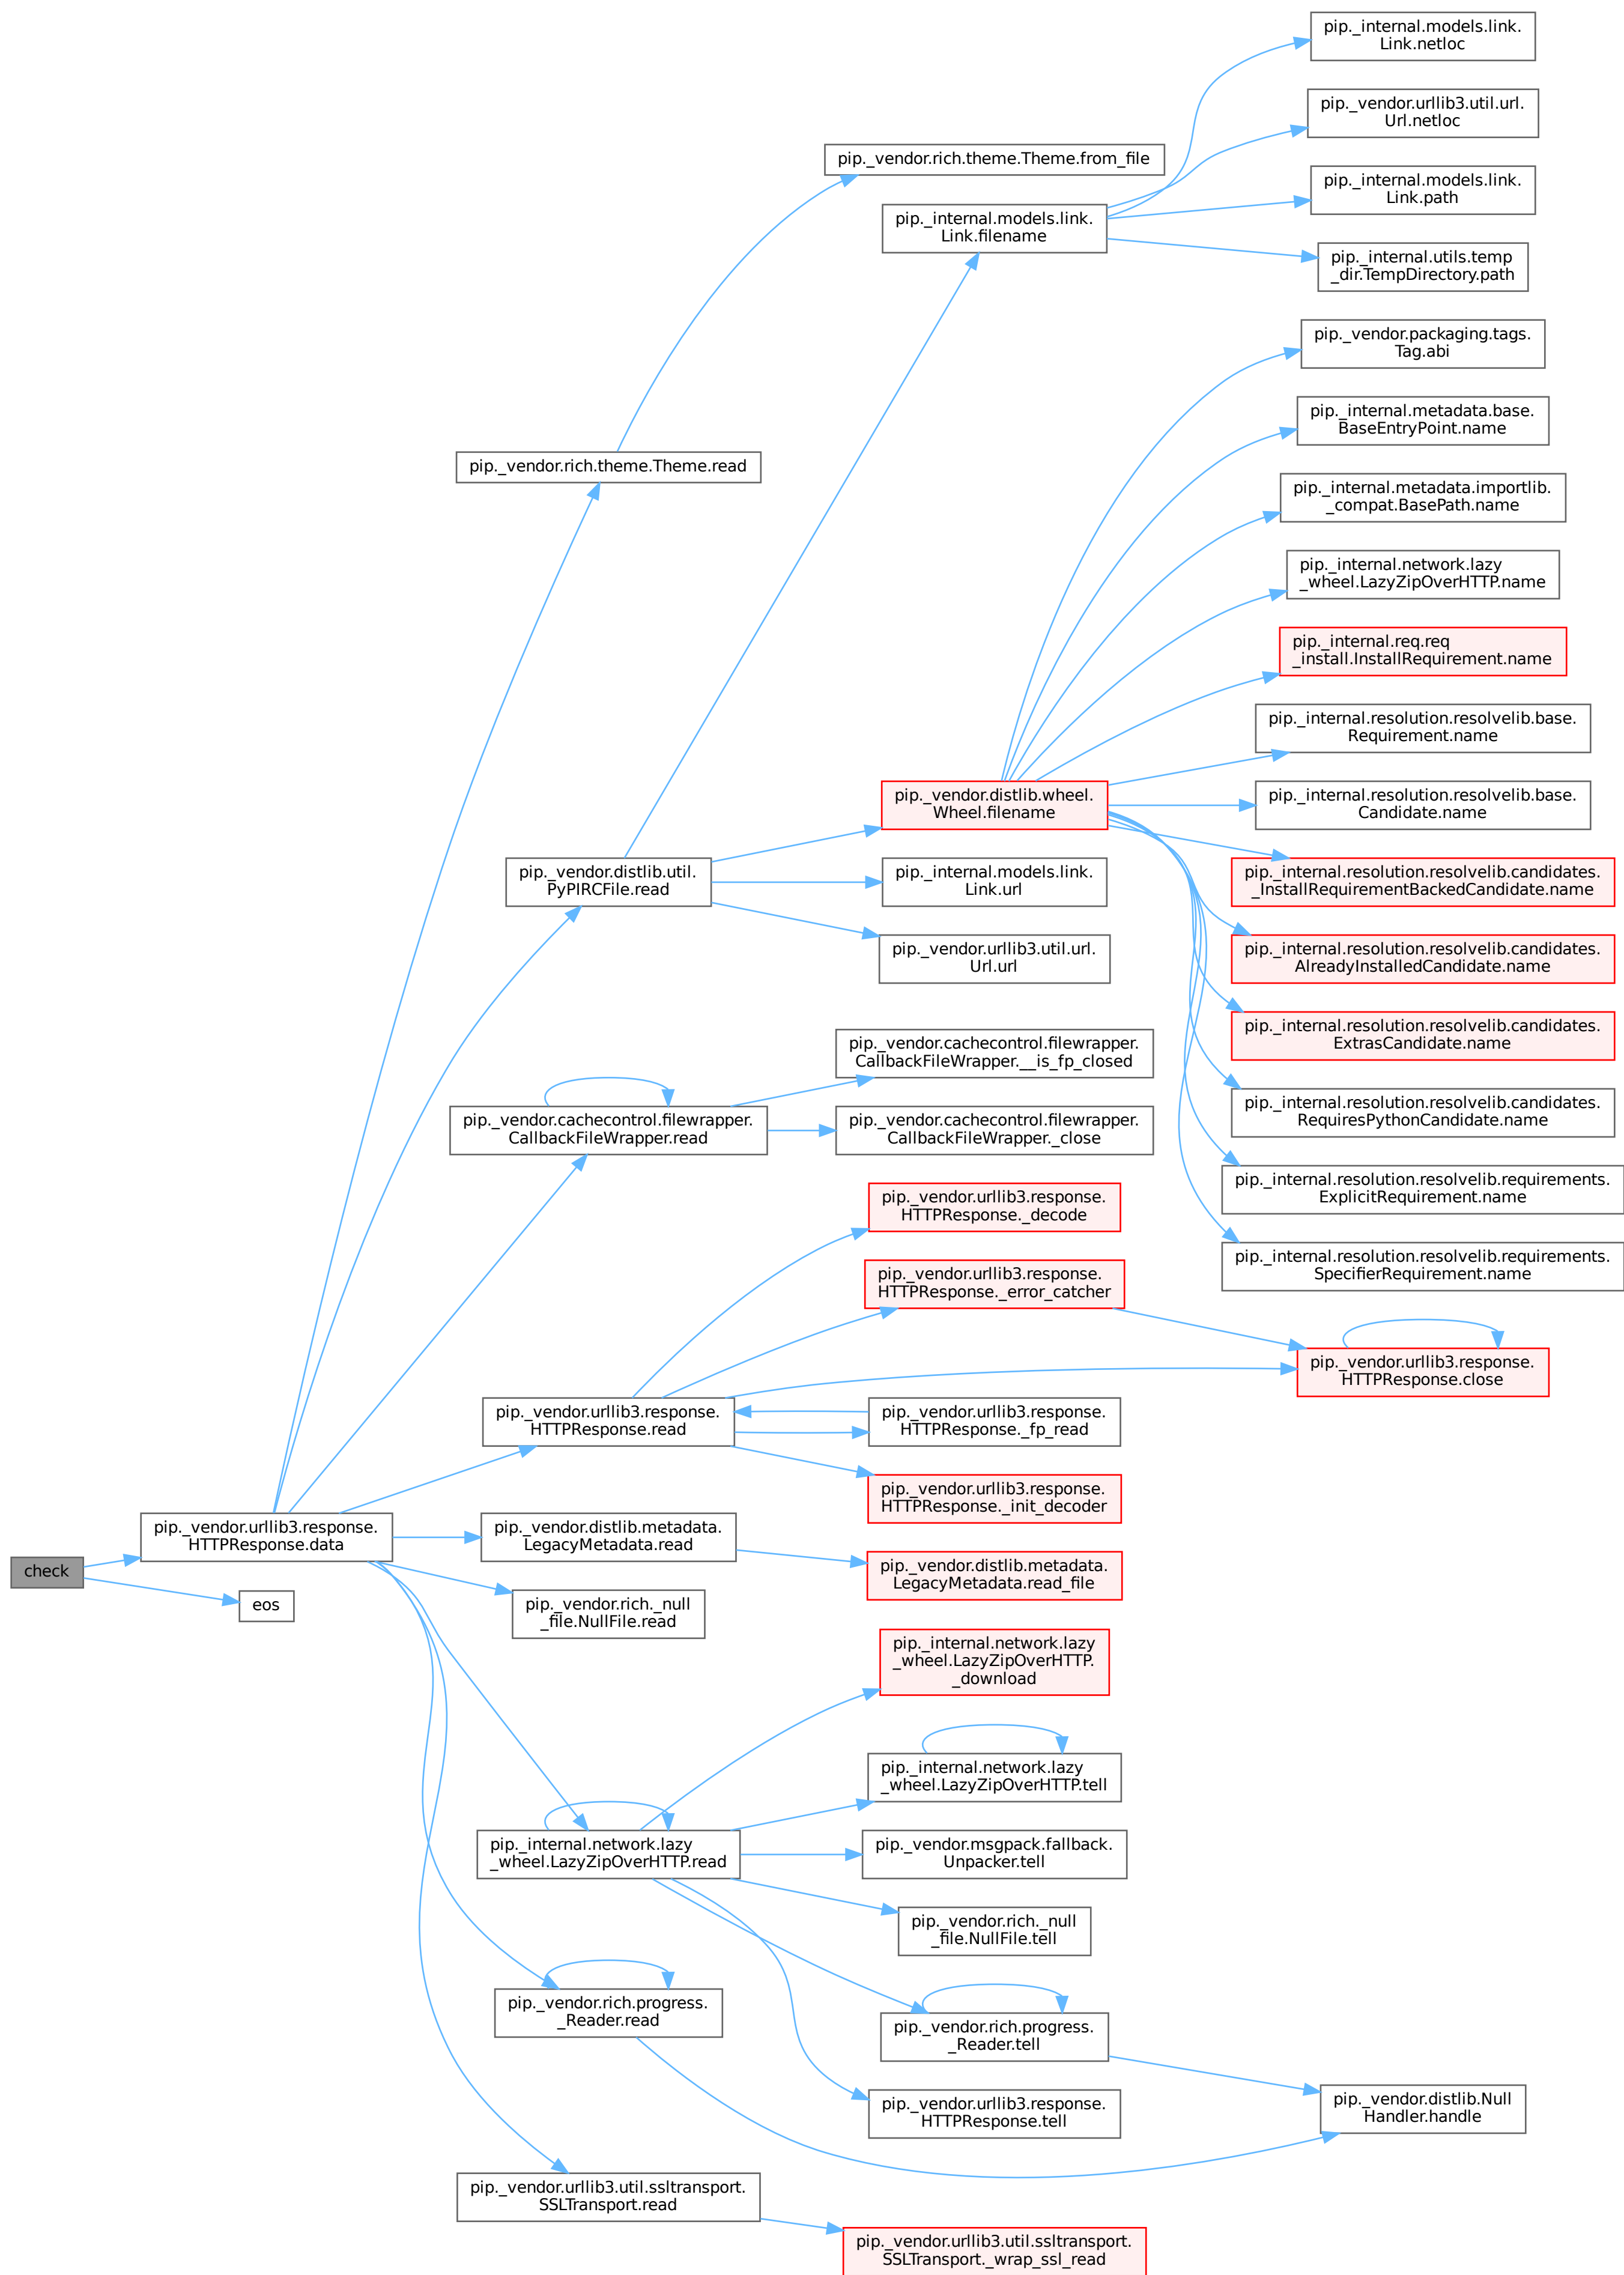 check
pip._vendor.urllib3.response.
HTTPResponse.data
eos
pip._vendor.rich.theme.Theme.read
pip._vendor.distlib.util.
PyPIRCFile.read
pip._vendor.cachecontrol.filewrapper.
CallbackFileWrapper.read
pip._vendor.urllib3.response.
HTTPResponse.read
pip._vendor.distlib.metadata.
LegacyMetadata.read
pip._vendor.rich._null
_file.NullFile.read
pip._internal.network.lazy
_wheel.LazyZipOverHTTP.read
pip._vendor.rich.progress.
_Reader.read
pip._vendor.urllib3.util.ssltransport.
SSLTransport.read
pip._vendor.rich.theme.Theme.from_file
pip._internal.models.link.
Link.filename
pip._vendor.distlib.wheel.
Wheel.filename
pip._internal.models.link.
Link.url
pip._vendor.urllib3.util.url.
Url.url
pip._vendor.cachecontrol.filewrapper.
CallbackFileWrapper.__is_fp_closed
pip._vendor.cachecontrol.filewrapper.
CallbackFileWrapper._close
pip._vendor.urllib3.response.
HTTPResponse._decode
pip._vendor.urllib3.response.
HTTPResponse._error_catcher
pip._vendor.urllib3.response.
HTTPResponse._fp_read
pip._vendor.urllib3.response.
HTTPResponse._init_decoder
pip._vendor.distlib.metadata.
LegacyMetadata.read_file
pip._internal.network.lazy
_wheel.LazyZipOverHTTP.
_download
pip._internal.network.lazy
_wheel.LazyZipOverHTTP.tell
pip._vendor.msgpack.fallback.
Unpacker.tell
pip._vendor.rich._null
_file.NullFile.tell
pip._vendor.rich.progress.
_Reader.tell
pip._vendor.urllib3.response.
HTTPResponse.tell
pip._vendor.urllib3.util.ssltransport.
SSLTransport._wrap_ssl_read
pip._internal.models.link.
Link.netloc
pip._vendor.urllib3.util.url.
Url.netloc
pip._internal.models.link.
Link.path
pip._internal.utils.temp
_dir.TempDirectory.path
pip._vendor.packaging.tags.
Tag.abi
pip._internal.metadata.base.
BaseEntryPoint.name
pip._internal.metadata.importlib.
_compat.BasePath.name
pip._internal.network.lazy
_wheel.LazyZipOverHTTP.name
pip._internal.req.req
_install.InstallRequirement.name
pip._internal.resolution.resolvelib.base.
Requirement.name
pip._internal.resolution.resolvelib.base.
Candidate.name
pip._internal.resolution.resolvelib.candidates.
_InstallRequirementBackedCandidate.name
pip._internal.resolution.resolvelib.candidates.
AlreadyInstalledCandidate.name
pip._internal.resolution.resolvelib.candidates.
ExtrasCandidate.name
pip._internal.resolution.resolvelib.candidates.
RequiresPythonCandidate.name
pip._internal.resolution.resolvelib.requirements.
ExplicitRequirement.name
pip._internal.resolution.resolvelib.requirements.
SpecifierRequirement.name
pip._vendor.urllib3.response.
HTTPResponse.close
pip._vendor.distlib.Null
Handler.handle